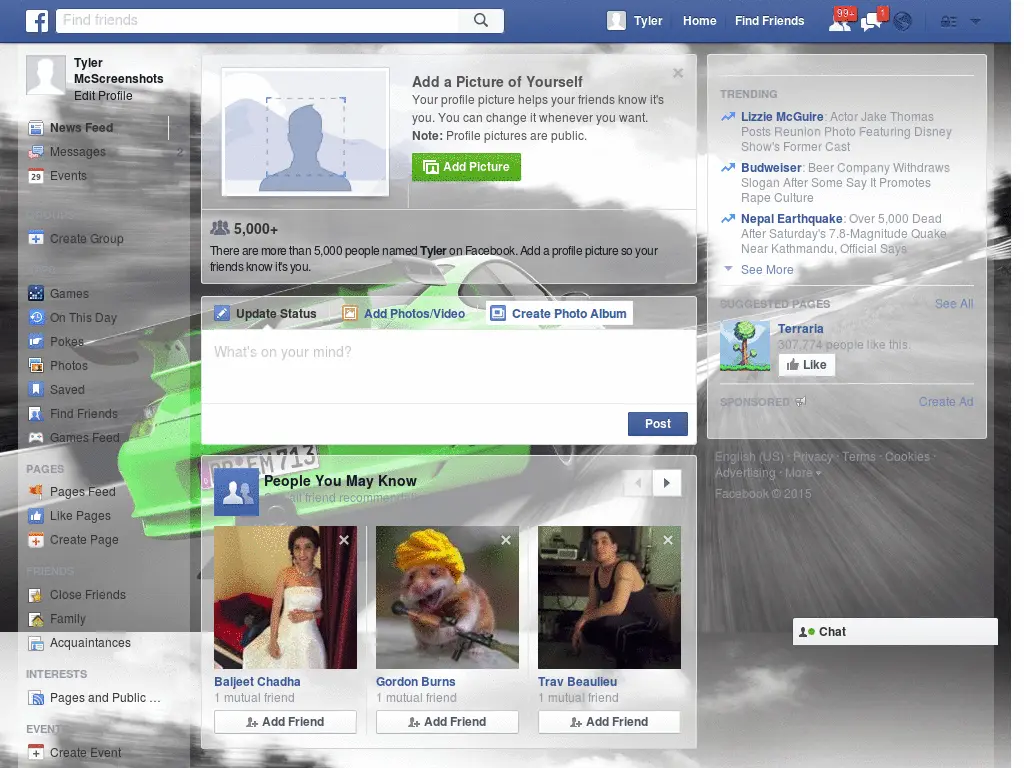 Find friends
Tyler
Home
Find Friends
99+
1
Tyler
McScreenshots
Edit Profile
News Feed
Messages
2
29
Events
GROUPS
Create Group
Games
On This Day
Pokes
Photos
Saved
Find Friends
Games Feed
PAGES
Pages Feed
Like Pages
Create Page
FRIENDS
Close Friends
Family
Acquaintances
INTERESTS
Pages and Public ...
EVENT
Create Event
Add a Picture of Yourself
Your profile picture helps your friends know it's
you. You can change it whenever you want.
Note: Profile pictures are public.
Add Picture
5,000+
There are more than 5,000 people named Tyler on Facebook. Add a profile picture so your
friends know it's you.
Update Status
Add Photos/Video
Create Photo Album
What's on your mind?
Post
EM 713
People You May Know
all friend recommendations
Baljeet Chadha
1 mutual friend
Add Friend
Gordon Burns
1 mutual friend
Add Friend
Trav Beaulieu
1 mutual friend
Add Friend
TRENDING
Lizzie McGuire: Actor Jake Thomas
Posts Reunion Photo Featuring Disney
Show's Former Cast
Budweiser: Beer Company Withdraws
Slogan After Some Say It Promotes
Rape Culture
Nepal Earthquake: Over 5,000 Dead
After Saturday's 7.8-Magnitude Quake
Near Kathmandu, Official Says
See More
SUGGESTED PAGES
See All
Terraria
307,774 people like this.
Like
SPONSORED
Create Ad
English (US) · Privacy · Terms · Cookies ·
Advertising · More
Facebook © 2015
Chat